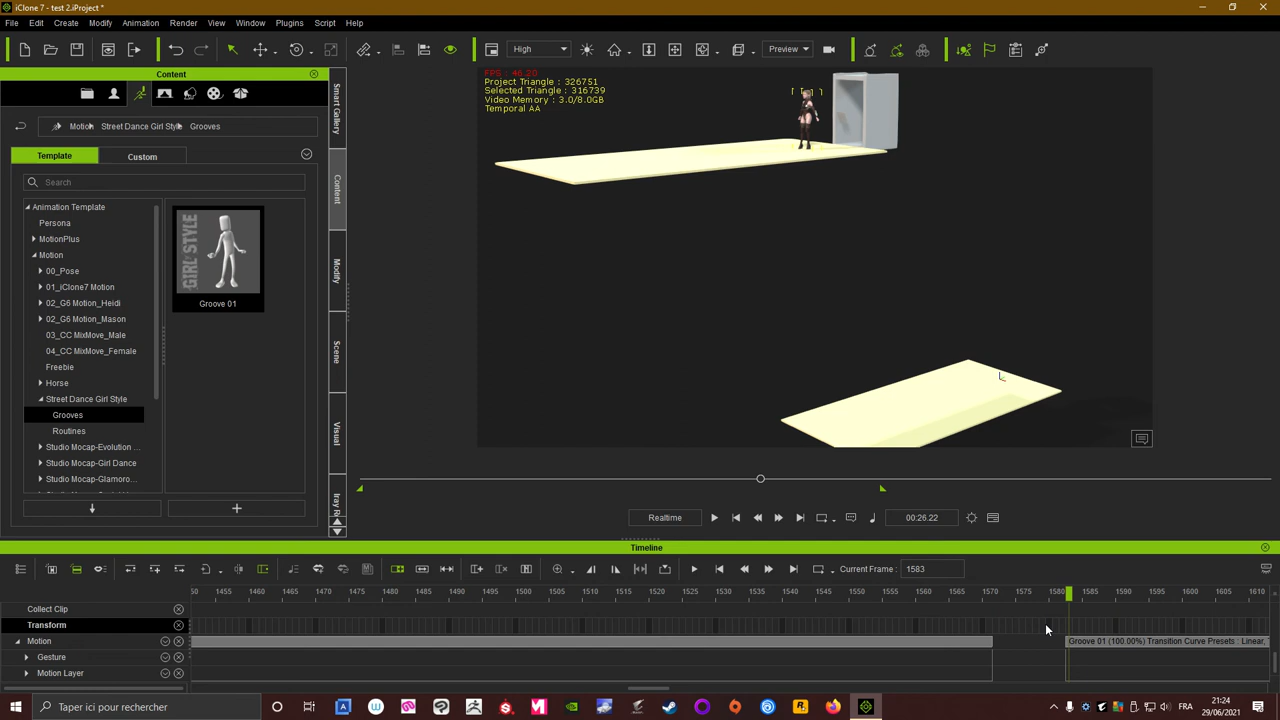 iClone 7 - test 2.iProject *
File Edit Create Modify Animation Render View Window Plugins Script Help
High
Preview
Content
FPS : 46.20
Project Triangle : 326751
Selected Triangle : 316739
Video Memory : 3.0/8.0GB
Temporal AA
Motion Street Dance Girl Style Grooves
Template Custom
Search
Animation Template
Persona
MotionPlus
Motion
00_Pose
01_iClone7 Motion
02_G6 Motion_Heidi
02_G6 Motion_Mason
03_CC MixMove_Male
04_CC MixMove_Female
Freebie
Horse
Street Dance Girl Style
Grooves
Routines
Studio Mocap-Evolution ...
Studio Mocap-Girl Dance
Studio Mocap-Glamoro...
GIRL STYLE
Groove 01
Smart Gallery
Content
Modify
Scene
Visual
Iray R
Realtime
00:26.22
Timeline
Current Frame : 1583
50 1455 1460 1465 1470 1475 1480 1485 1490 1495 1500 1505 1510 1515 1520 1525 1530 1535 1540 1545 1550 1555 1560 1565 1570 1575 1580 1585 1590 1595 1600 1605 1610
Collect Clip
Transform
Motion
Groove 01 (100.00%) Transition Curve Presets : Linear,
Gesture
Motion Layer
Taper ici pour rechercher
FRA
21:24
29/06/2021